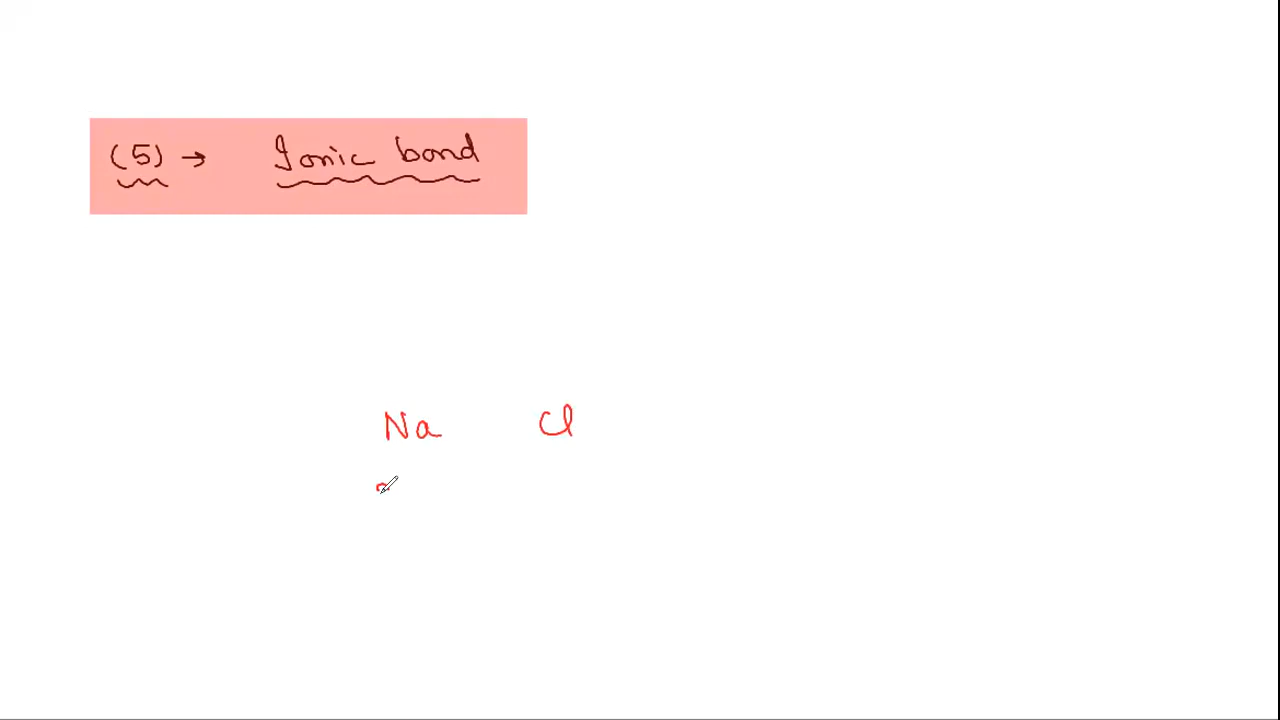 (5) → Ionic bond
Na Cl